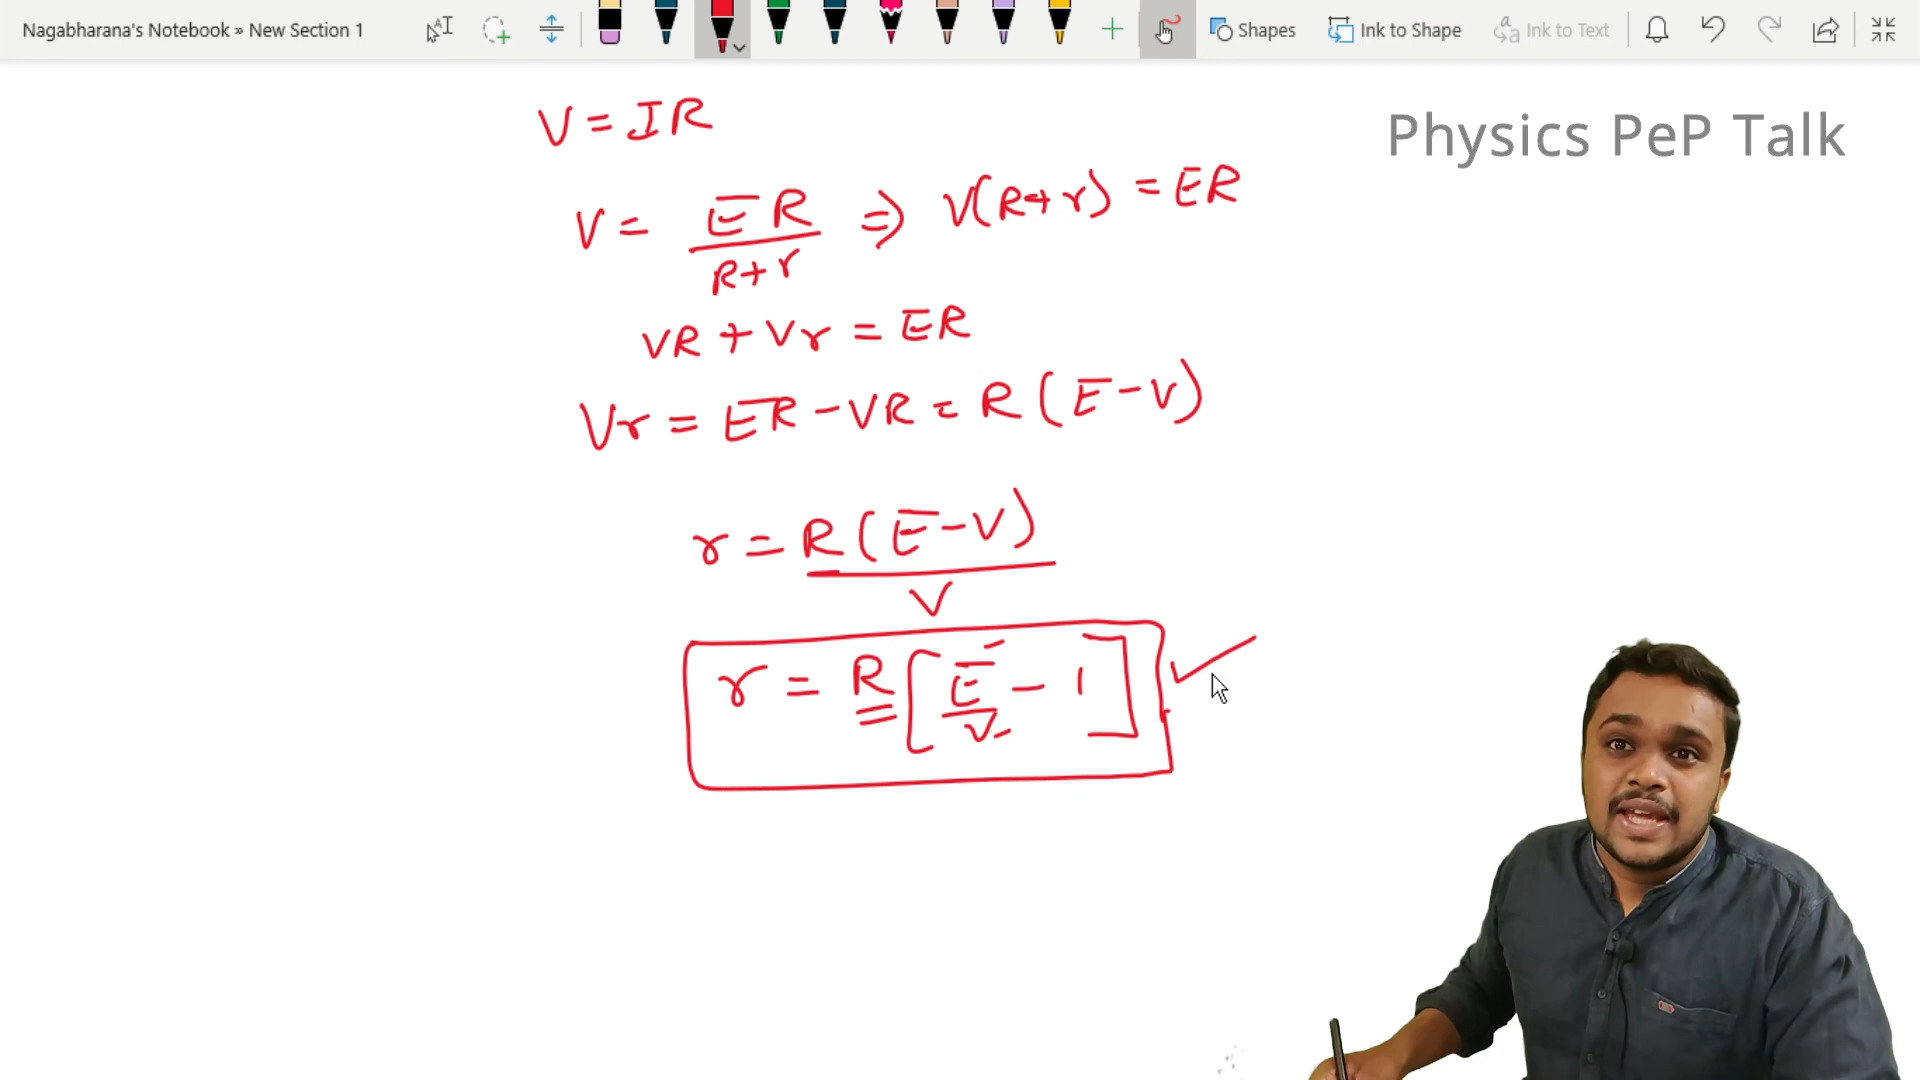 Nagabharana's Notebook » New Section 1
Shapes
Ink to Shape
Ink to Text
Physics PeP Talk
V = IR
V = ER / R+r ⇒ V(R+r) = ER
VR + Vr = ER
Vr = ER - VR = R (E-V)
r = R(E-V) / V
r = R [E/V - 1] ✓